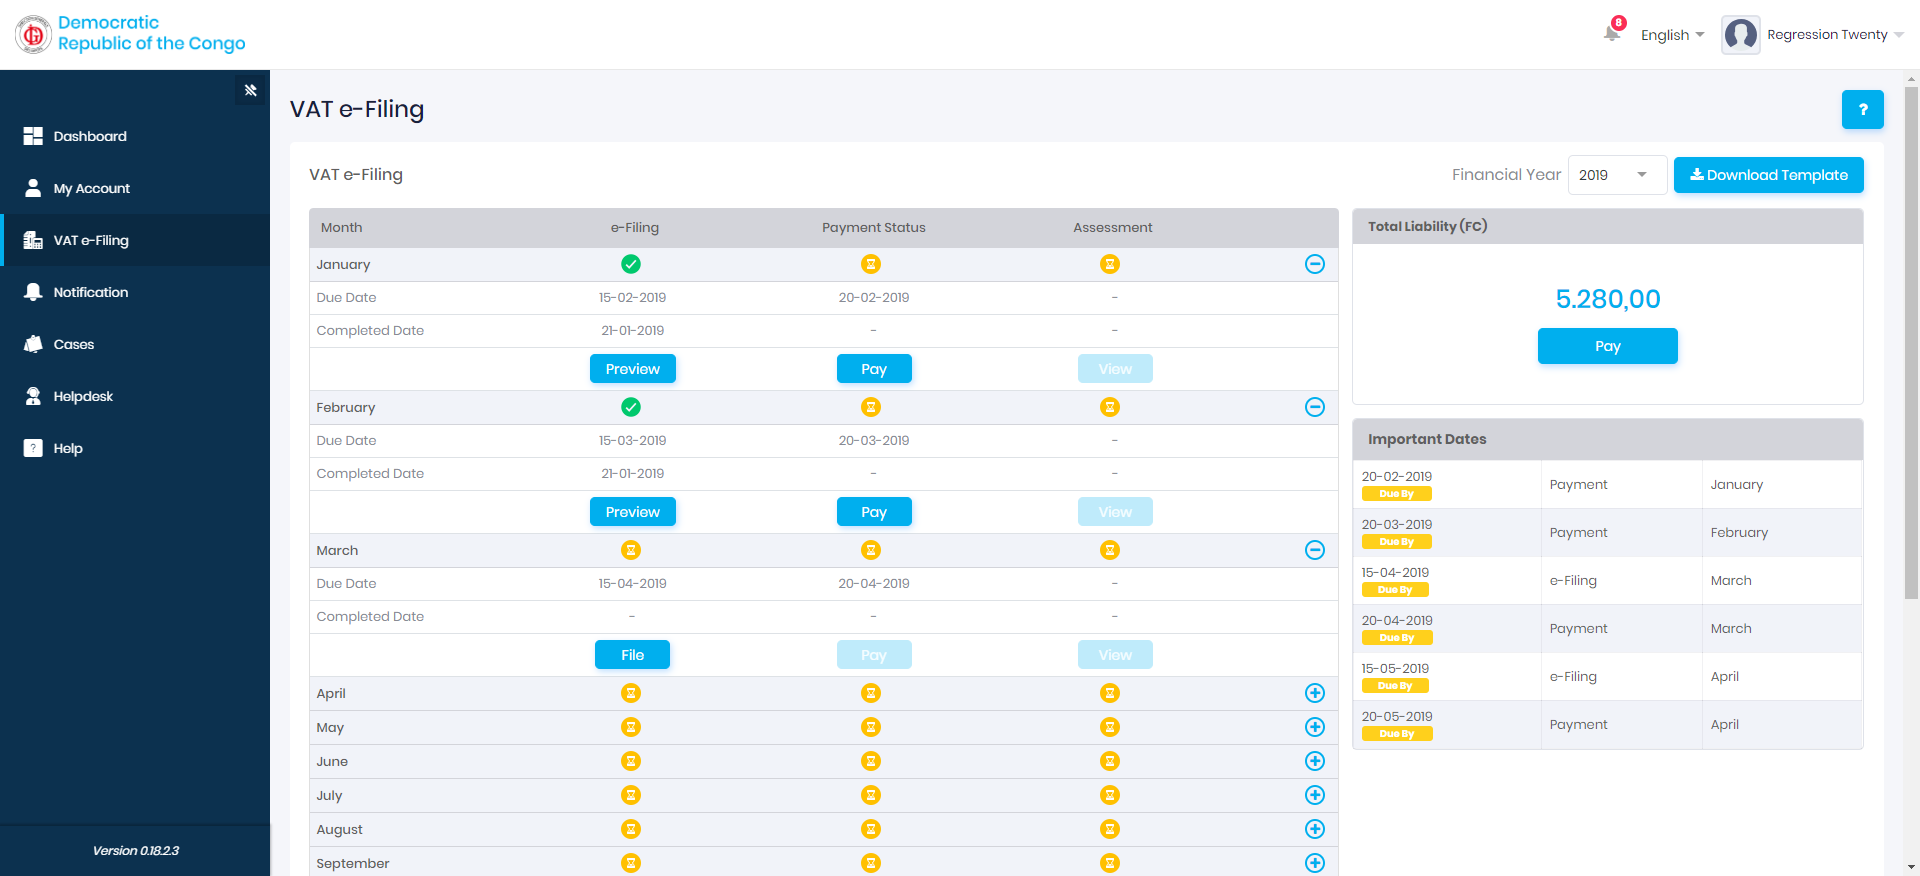 Democratic
Republic of the Congo
8
English
Regression Twenty
Dashboard
My Account
VAT e-Filing
Notification
Cases
Helpdesk
? Help
Version 0.18.2.3
VAT e-Filing
?
VAT e-Filing
Financial Year 2019 Download Template
Month e-Filing Payment Status Assessment
January
Due Date 15-02-2019 20-02-2019 -
Completed Date 21-01-2019 - -
Preview Pay View
February
Due Date 15-03-2019 20-03-2019 -
Completed Date 21-01-2019 - -
Preview Pay View
March
Due Date 15-04-2019 20-04-2019 -
Completed Date - - -
File Pay View
April
May
June
July
August
September
Total Liability (FC)
5.280,00
Pay
Important Dates
20-02-2019 Payment January
Due By
20-03-2019 Payment February
Due By
15-04-2019 e-Filing March
Due By
20-04-2019 Payment March
Due By
15-05-2019 e-Filing April
Due By
20-05-2019 Payment April
Due By